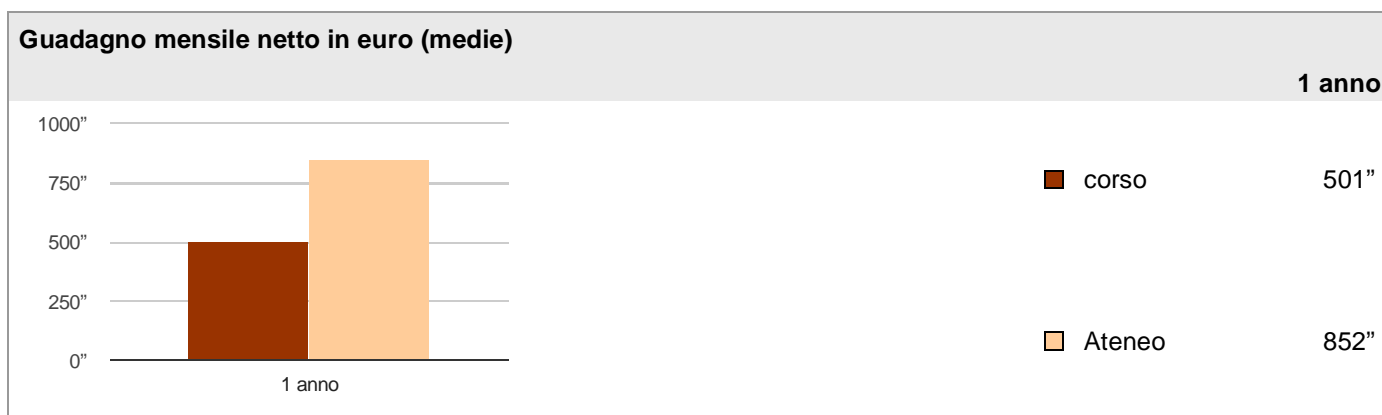 Guadagno mensile netto in euro (medie)
1 anno
1000”
750”
500”
250”
0”
1 anno
corso 501”
Ateneo 852”